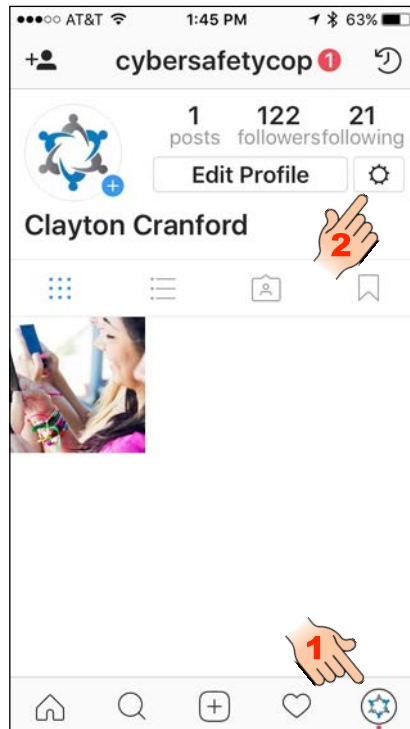 AT&T 1:45 PM 63%
cybersafetycop 1
1 122 21
posts followers following
Edit Profile
2
Clayton Cranford
1